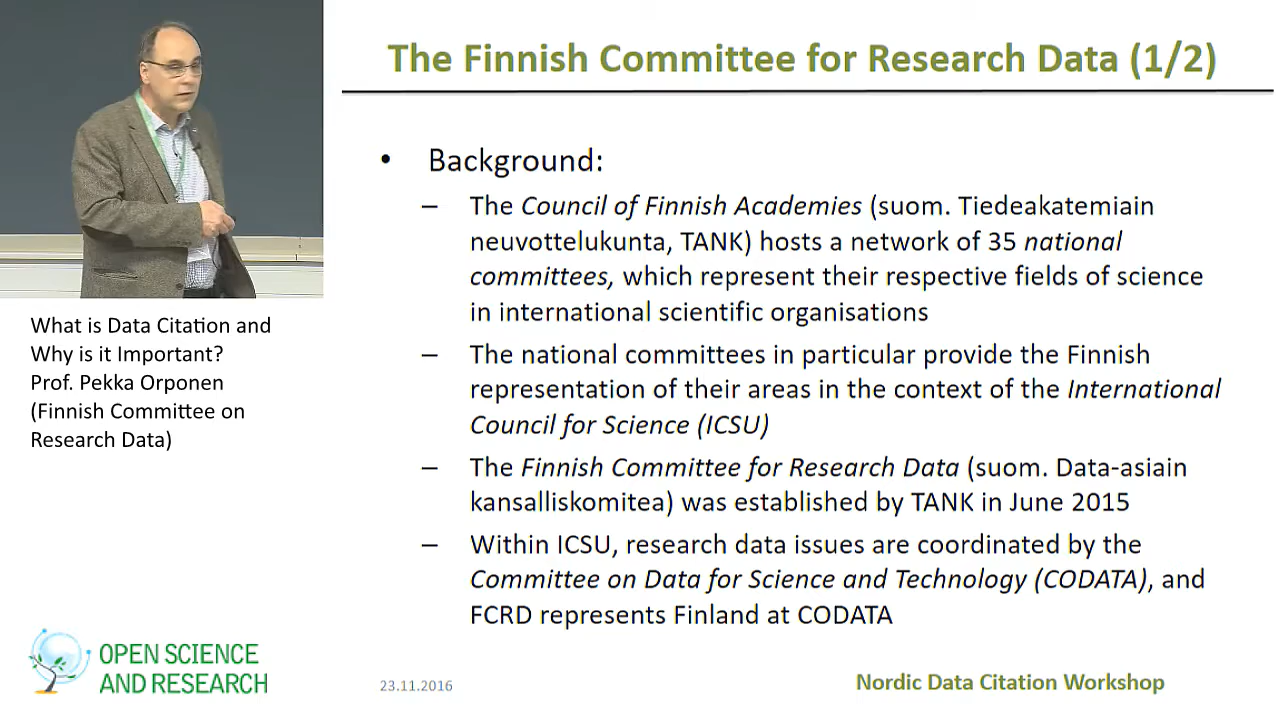 The Finnish Committee for Research Data (1/2)
• Background:
– The Council of Finnish Academies (suom. Tiedeakatemiain
neuvottelukunta, TANK) hosts a network of 35 national
committees, which represent their respective fields of science
in international scientific organisations
– The national committees in particular provide the Finnish
representation of their areas in the context of the International
Council for Science (ICSU)
– The Finnish Committee for Research Data (suom. Data-asiain
kansalliskomitea) was established by TANK in June 2015
– Within ICSU, research data issues are coordinated by the
Committee on Data for Science and Technology (CODATA), and
FCRD represents Finland at CODATA
What is Data Citation and
Why is it Important?
Prof. Pekka Orponen
(Finnish Committee on
Research Data)
OPEN SCIENCE
AND RESEARCH
23.11.2016
Nordic Data Citation Workshop